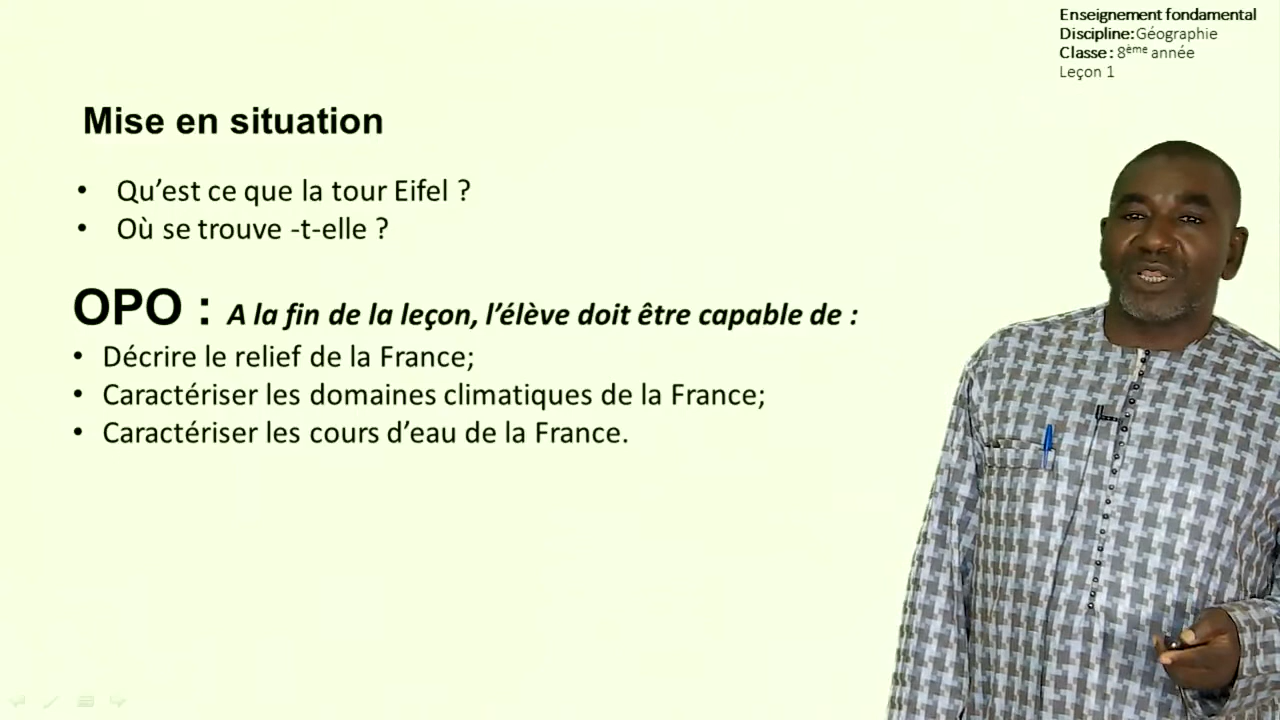 Enseignement fondamental
Discipline: Géographie
Classe : 8ème année
Leçon 1
Mise en situation
• Qu’est ce que la tour Eifel ?
• Où se trouve -t-elle ?
OPO : A la fin de la leçon, l’élève doit être capable de :
• Décrire le relief de la France;
• Caractériser les domaines climatiques de la France;
• Caractériser les cours d’eau de la France.